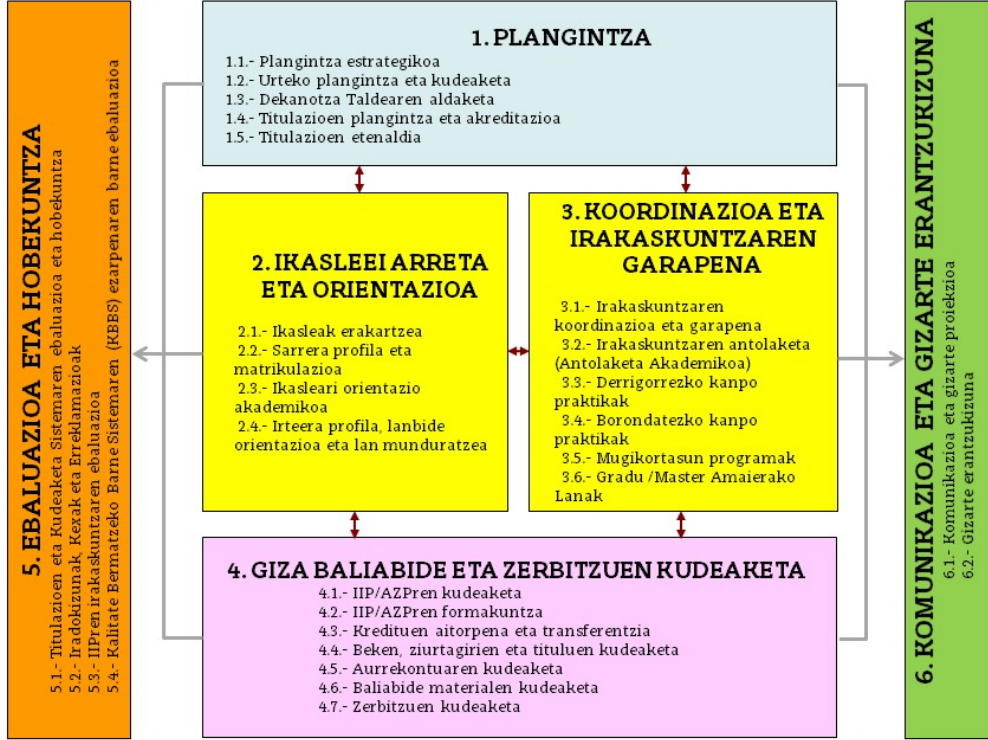 1. PLANGINTZA
1.1.- Plangintza estrategikoa
1.2.- Urteko plangintza eta kudeaketa
1.3.- Dekanotza Taldearen aldaketa
1.4.- Titulazioen plangintza eta akreditazioa
1.5.- Titulazioen etenaldia
2. IKASLEEI ARRETA
ETA ORIENTAZIOA
2.1.- Ikasleak erakartzea
2.2.- Sarrera profila eta
matrikulazioa
2.3.- Ikasleari orientazio
akademikoa
2.4.- Irteera profila, lanbide
orientazioa eta lan munduratzea
3. KOORDINAZIOA ETA
IRAKASKUNTZAREN
GARAPENA
3.1.- Irakaskuntzaren
koordinazioa eta garapena
3.2.- Irakaskuntzaren antolaketa
(Antolaketa Akademikoa)
3.3.- Derrigorrezko kanpo
praktikak
3.4.- Borondatezko kanpo
praktikak
3.5.- Mugikortasun programak
3.6.- Gradu /Master Amaierako
Lanak
4. GIZA BALIABIDE ETA ZERBITZUEN KUDEAKETA
4.1.- IIP/AZPren kudeaketa
4.2.- IIP/AZPren formakuntza
4.3.- Kredituen aitorpena eta transferentzia
4.4.- Beken, ziurtagirien eta tituluen kudeaketa
4.5.- Aurrekontuaren kudeaketa
4.6.- Baliabide materialen kudeaketa
4.7.- Zerbitzuen kudeaketa
5. EBALUAZIOA ETA HOBEKUNTZA
5.1.- Titulazioen eta Kudeaketa Sistemaren ebaluazioa eta hobekuntza
5.2.- Iradokizunak, Kexak eta Erreklamazioak
5.3.- IIPren irakaskuntzaren ebaluazioa
5.4.- Kalitate Bermatzeko Barne Sistemaren (KBBS) ezarpenaren barne ebaluazioa
6. KOMUNIKAZIOA ETA GIZARTE ERANTZUKIZUNA
6.1.- Komunikazioa eta gizarte proiekzioa
6.2.- Gizarte erantzukizuna